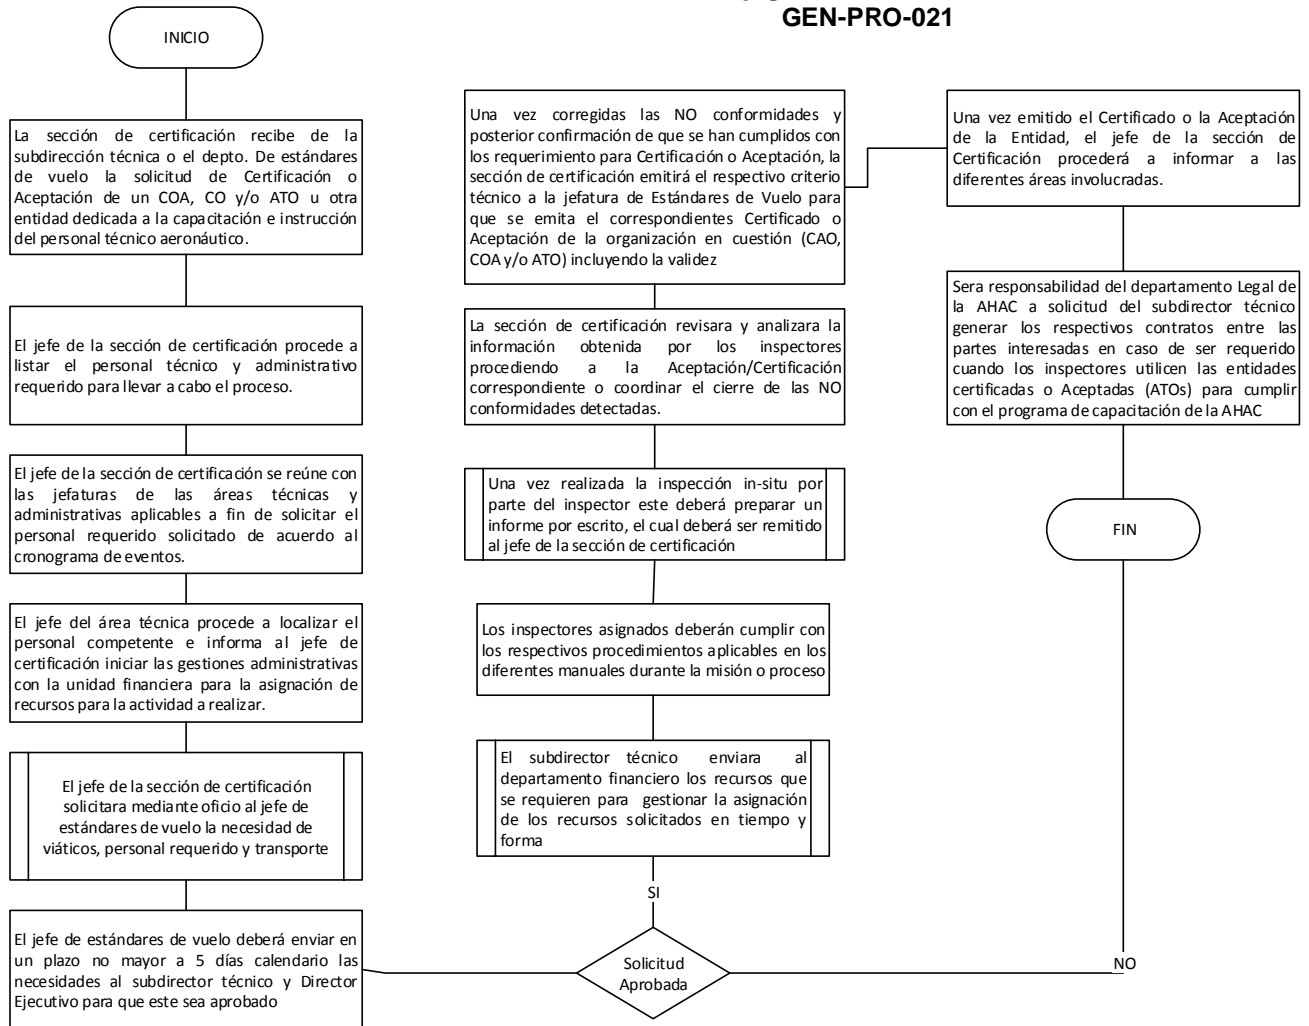 GEN-PRO-021
INICIO
La sección de certificación recibe de la
subdirección técnica o el depto. De estándares
de vuelo la solicitud de Certificación o
Aceptación de un COA, CO y/o ATO u otra
entidad dedicada a la capacitación e instrucción
del personal técnico aeronáutico.
El jefe de la sección de certificación procede a
listar el personal técnico y administrativo
requerido para llevar a cabo el proceso.
El jefe de la sección de certificación se reúne con
las jefaturas de las áreas técnicas y
administrativas aplicables a fin de solicitar el
personal requerido solicitado de acuerdo al
cronograma de eventos.
El jefe del área técnica procede a localizar el
personal competente e informa al jefe de
certificación iniciar las gestiones administrativas
con la unidad financiera para la asignación de
recursos para la actividad a realizar.
El jefe de la sección de certificación
solicitara mediante oficio al jefe de
estándares de vuelo la necesidad de
viáticos, personal requerido y transporte
El jefe de estándares de vuelo deberá enviar en
un plazo no mayor a 5 días calendario las
necesidades al subdirector técnico y Director
Ejecutivo para que este sea aprobado
Solicitud
Aprobada
SI
NO
El subdirector técnico enviara al
departamento financiero los recursos que
se requieren para gestionar la asignación
de los recursos solicitados en tiempo y
forma
Los inspectores asignados deberán cumplir con
los respectivos procedimientos aplicables en los
diferentes manuales durante la misión o proceso
Una vez realizada la inspección in-situ por
parte del inspector este deberá preparar un
informe por escrito, el cual deberá ser remitido
al jefe de la sección de certificación
La sección de certificación revisara y analizara la
información obtenida por los inspectores
procediendo a la Aceptación/Certificación
correspondiente o coordinar el cierre de las NO
conformidades detectadas.
Una vez corregidas las NO conformidades y
posterior confirmación de que se han cumplidos con
los requerimiento para Certificación o Aceptación, la
sección de certificación emitirá el respectivo criterio
técnico a la jefatura de Estándares de Vuelo para
que se emita el correspondientes Certificado o
Aceptación de la organización en cuestión (CAO,
COA y/o ATO) incluyendo la validez
Una vez emitido el Certificado o la Aceptación
de la Entidad, el jefe de la sección de
Certificación procederá a informar a las
diferentes áreas involucradas.
Sera responsabilidad del departamento Legal de
la AHAC a solicitud del subdirector técnico
generar los respectivos contratos entre las
partes interesadas en caso de ser requerido
cuando los inspectores utilicen las entidades
certificadas o Aceptadas (ATOs) para cumplir
con el programa de capacitación de la AHAC
FIN